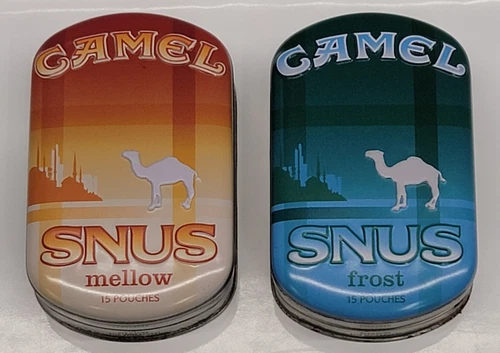 CAMEL
SNUS
mellow
15 POUCHES
CAMEL
SNUS
frost
15 POUCHES